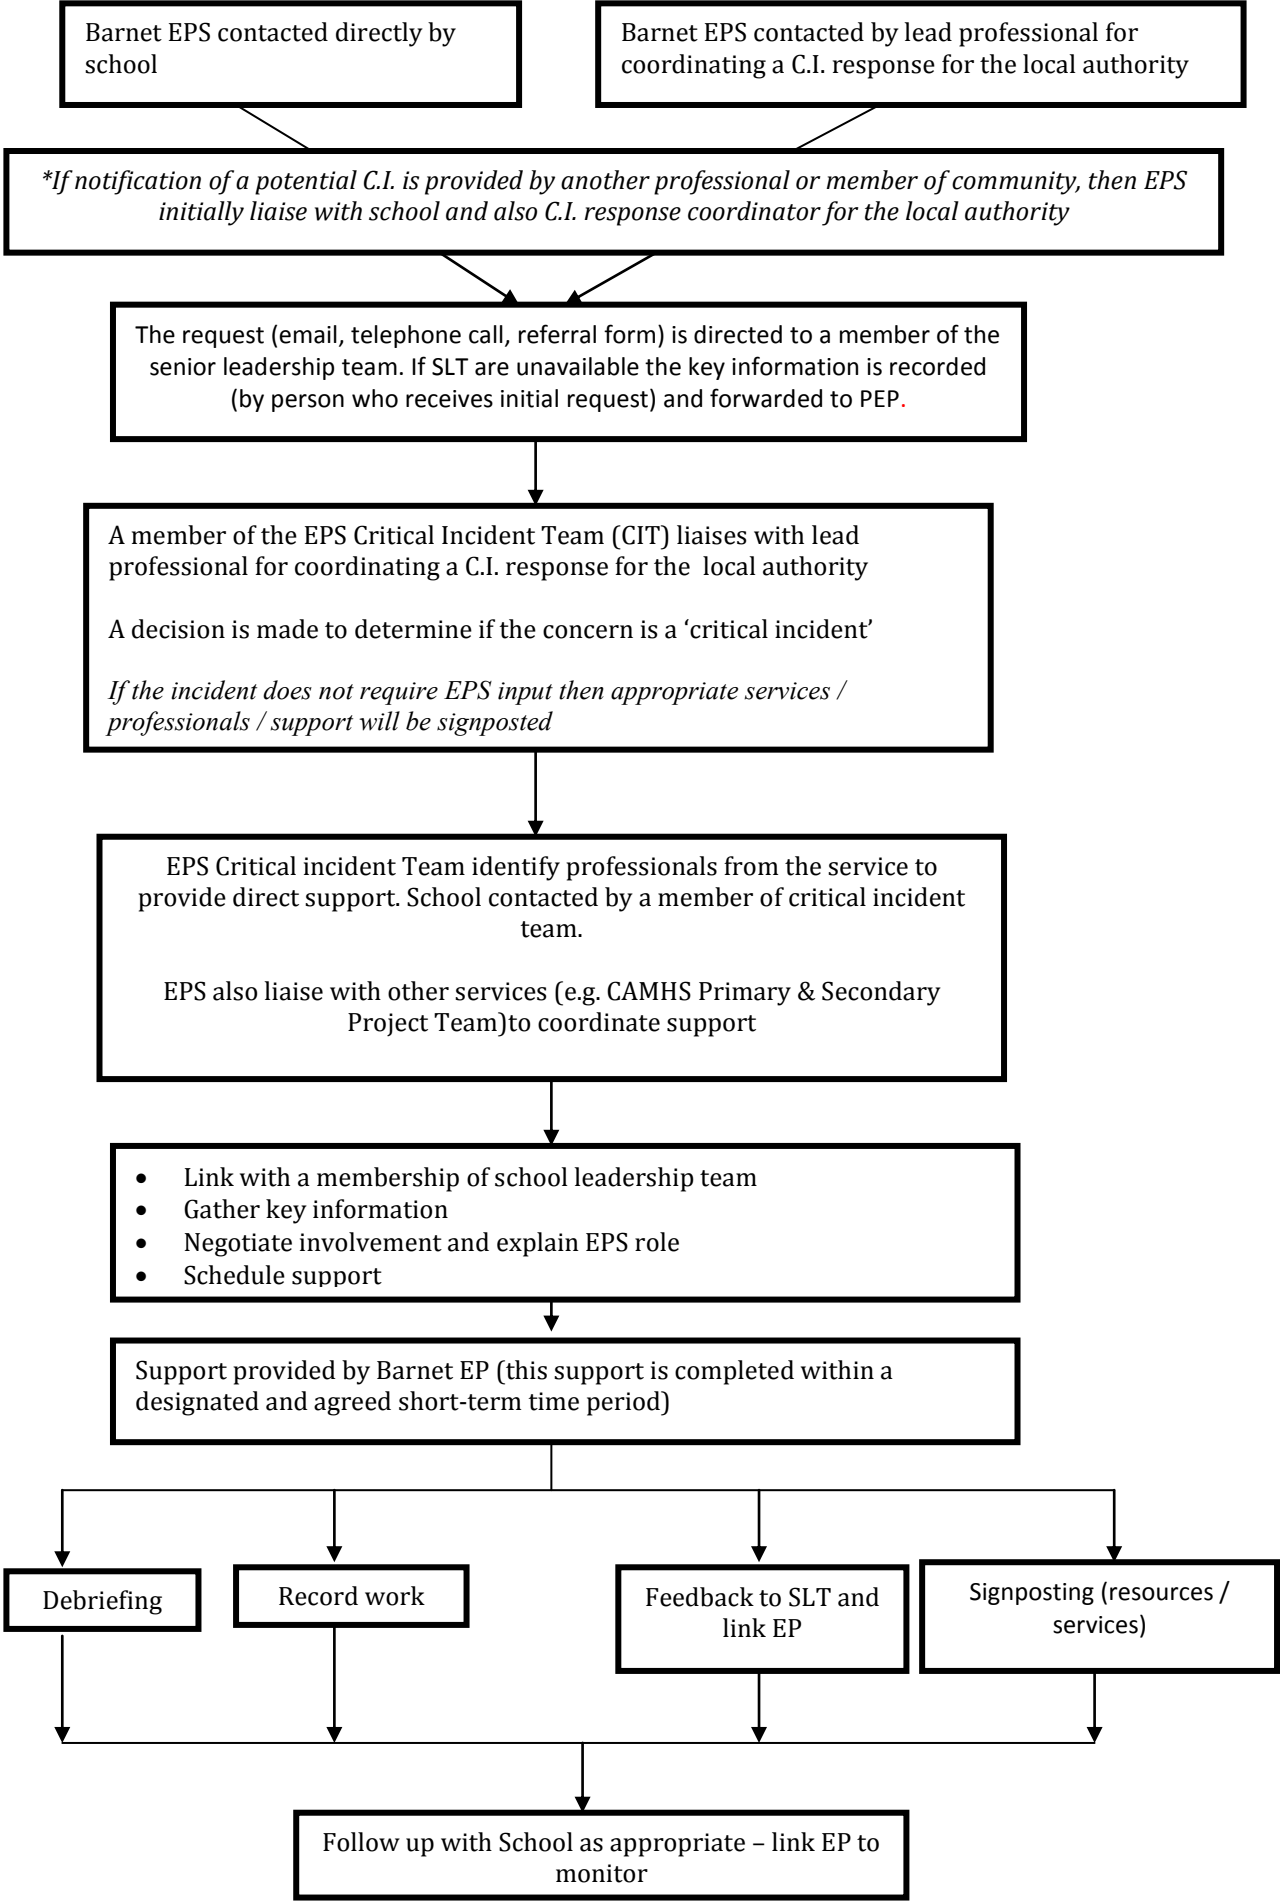 Barnet EPS contacted directly by
school
Barnet EPS contacted by lead professional for
coordinating a C.I. response for the local authority
*If notification of a potential C.I. is provided by another professional or member of community, then EPS
initially liaise with school and also C.I. response coordinator for the local authority
The request (email, telephone call, referral form) is directed to a member of the
senior leadership team. If SLT are unavailable the key information is recorded
(by person who receives initial request) and forwarded to PEP.
A member of the EPS Critical Incident Team (CIT) liaises with lead
professional for coordinating a C.I. response for the  local authority
A decision is made to determine if the concern is a ‘critical incident’
If the incident does not require EPS input then appropriate services /
professionals / support will be signposted
EPS Critical incident Team identify professionals from the service to
provide direct support. School contacted by a member of critical incident
team.
EPS also liaise with other services (e.g. CAMHS Primary & Secondary
Project Team)to coordinate support
• Link with a membership of school leadership team
• Gather key information
• Negotiate involvement and explain EPS role
• Schedule support
Support provided by Barnet EP (this support is completed within a
designated and agreed short-term time period)
Debriefing
Record work
Feedback to SLT and
link EP
Signposting (resources /
services)
Follow up with School as appropriate – link EP to
monitor